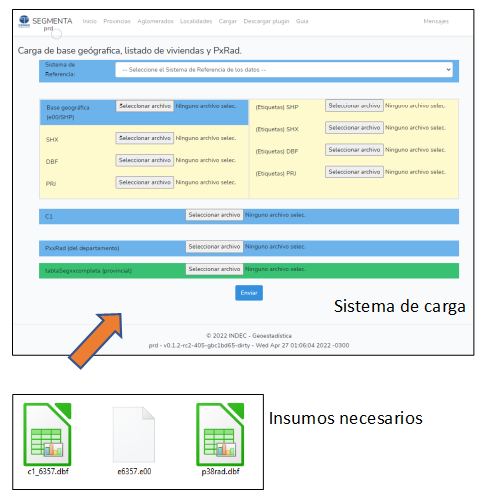 SEGMENTA Inicio Provincias Aglomerados Localidades Cargar Descargar plugin Guia Mensajes
prd
Carga de base geógrafica, listado de viviendas y PxRad.
Sistema de Referencia: -- Seleccione el Sistema de Referencia de los datos --
Base geográfica (e00/SHP) Seleccionar archivo Ninguno archivo selec.
SHX Seleccionar archivo Ninguno archivo selec.
DBF Seleccionar archivo Ninguno archivo selec.
PRJ Seleccionar archivo Ninguno archivo selec.
(Etiquetas) SHP Seleccionar archivo Ninguno archivo selec.
(Etiquetas) SHX Seleccionar archivo Ninguno archivo selec.
(Etiquetas) DBF Seleccionar archivo Ninguno archivo selec.
(Etiquetas) PRJ Seleccionar archivo Ninguno archivo selec.
C1 Seleccionar archivo Ninguno archivo selec.
PxxRad (del departamento) Seleccionar archivo Ninguno archivo selec.
tablaSegxxcompleta (provincial) Seleccionar archivo Ninguno archivo selec.
Enviar
Sistema de carga
© 2022 INDEC - Geoestadística
prd - v0.1.2-rc2-405-gbc1bd65-dirty - Wed Apr 27 01:06:04 2022 -0300
Insumos necesarios
c1_6357.dbf e6357.e00 p38rad.dbf